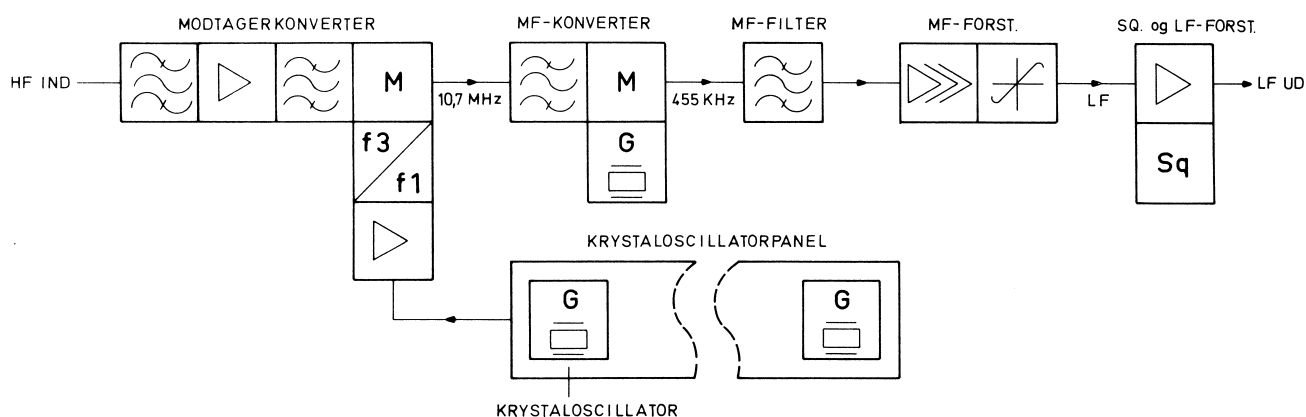 MODTAGERKONVERTER
MF-KONVERTER
MF-FILTER
MF-FORST.
SQ. og LF-FORST.
HF IND
M
10,7 MHz
M
455 KHz
LF
LF UD
f3
f1
G
Sq
KRYSTALOSCILLATORPANEL
G
G
KRYSTALOSCILLATOR